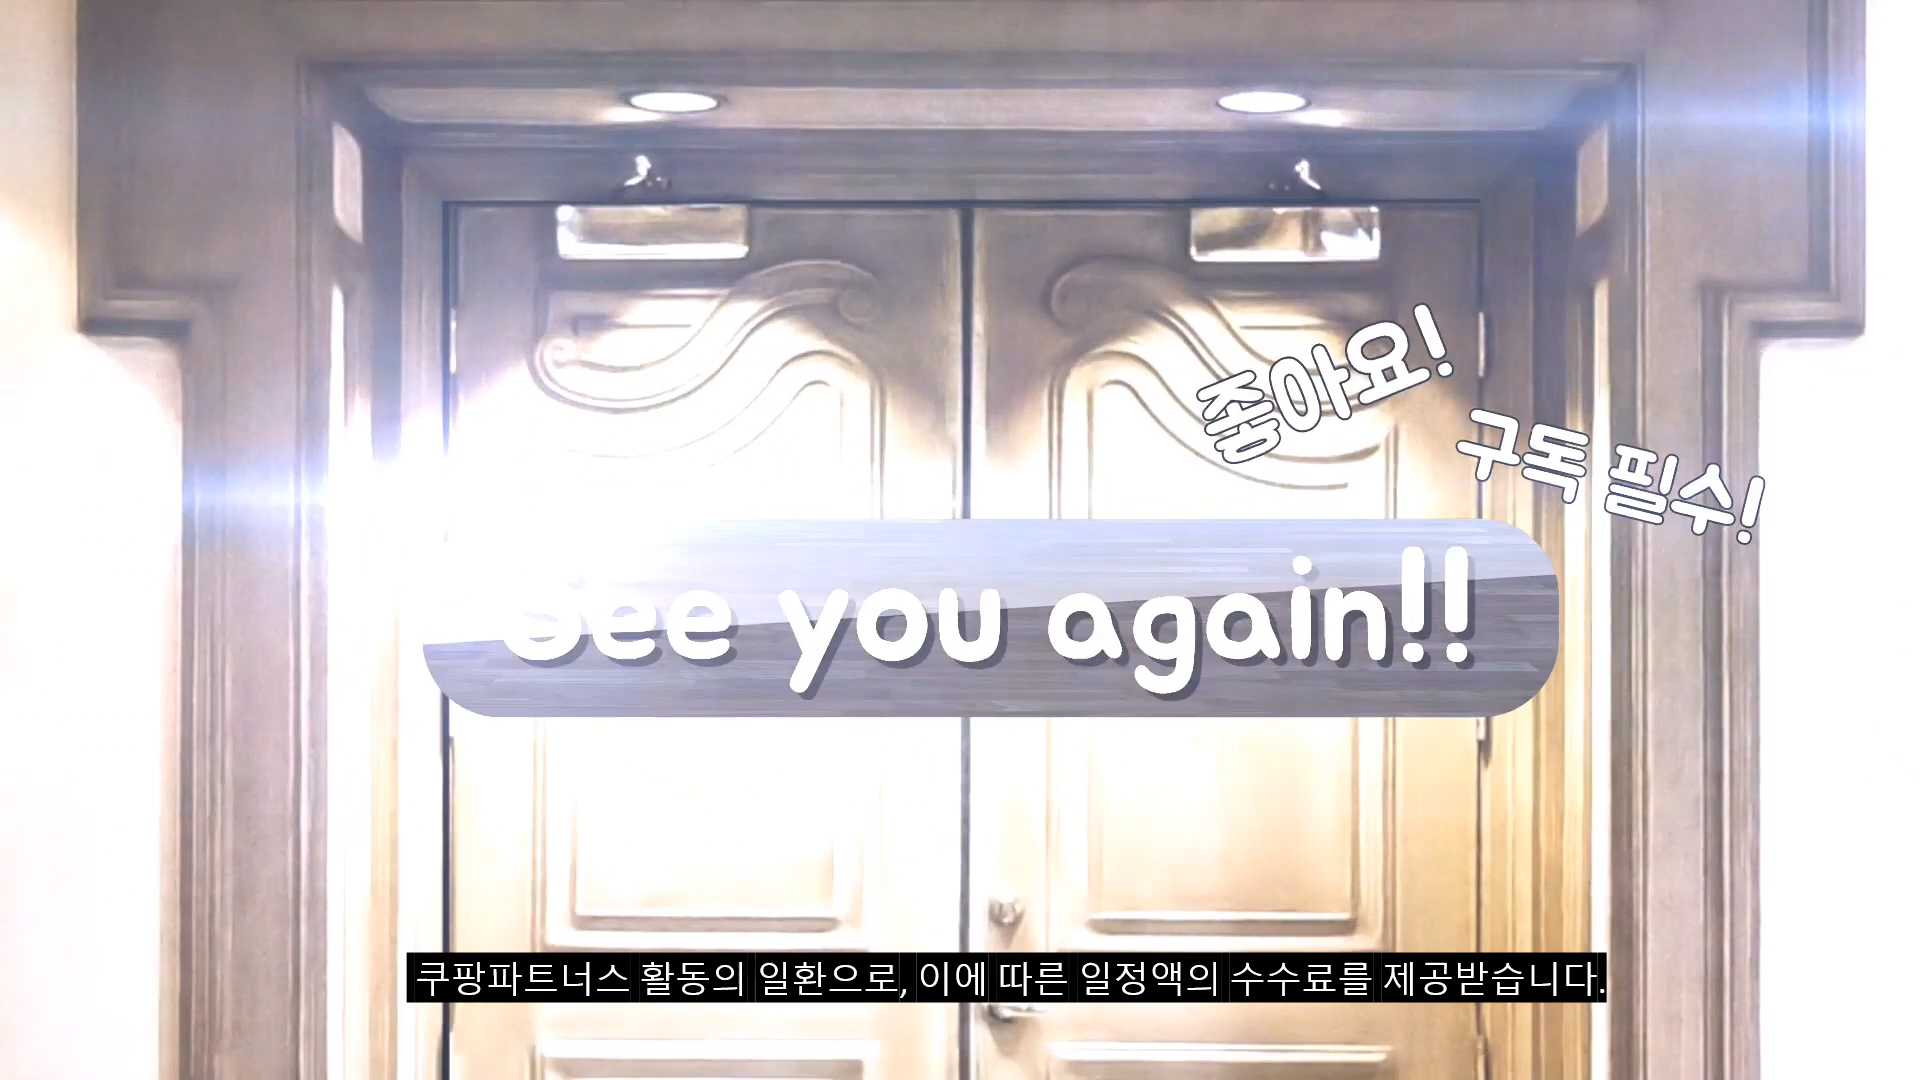 좋아요!
구독 필수!
See you again!!
쿠팡파트너스 활동의 일환으로, 이에 따른 일정액의 수수료를 제공받습니다.